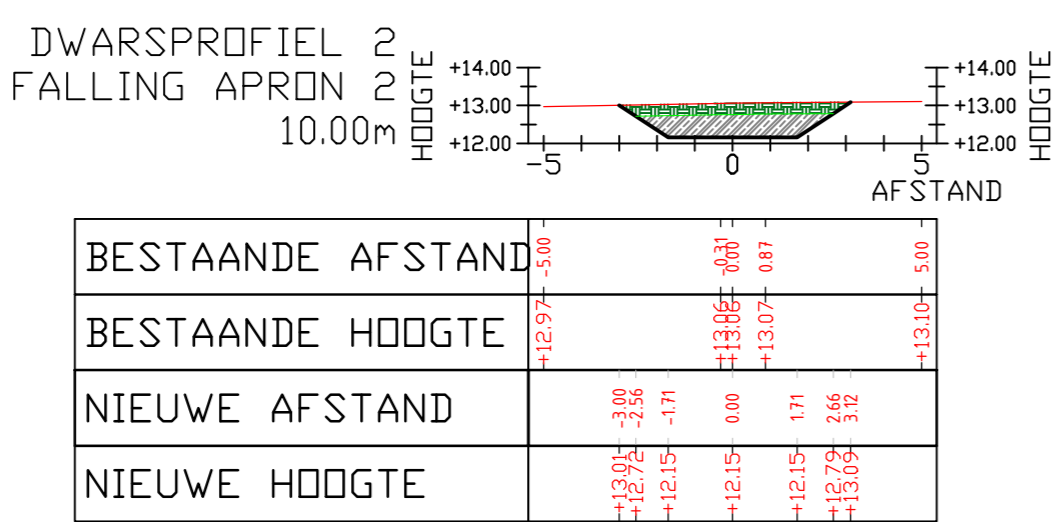 DWARSPROFIEL 2
FALLING APRON 2
10.00m
HOOGTE
+14.00
+13.00
+12.00
-5 0 5
AFSTAND
+14.00
+13.00
+12.00
HOOGTE
BESTAANDE AFSTAND -5.00 -0.31 0.00 0.87 5.00
BESTAANDE HOOGTE +12.97 +13.06 +13.06 +13.07 +13.10
NIEUWE AFSTAND -3.00 -2.56 -1.71 0.00 1.71 2.66 3.12
NIEUWE HOOGTE +13.01 +12.72 +12.15 +12.15 +12.15 +12.79 +13.09